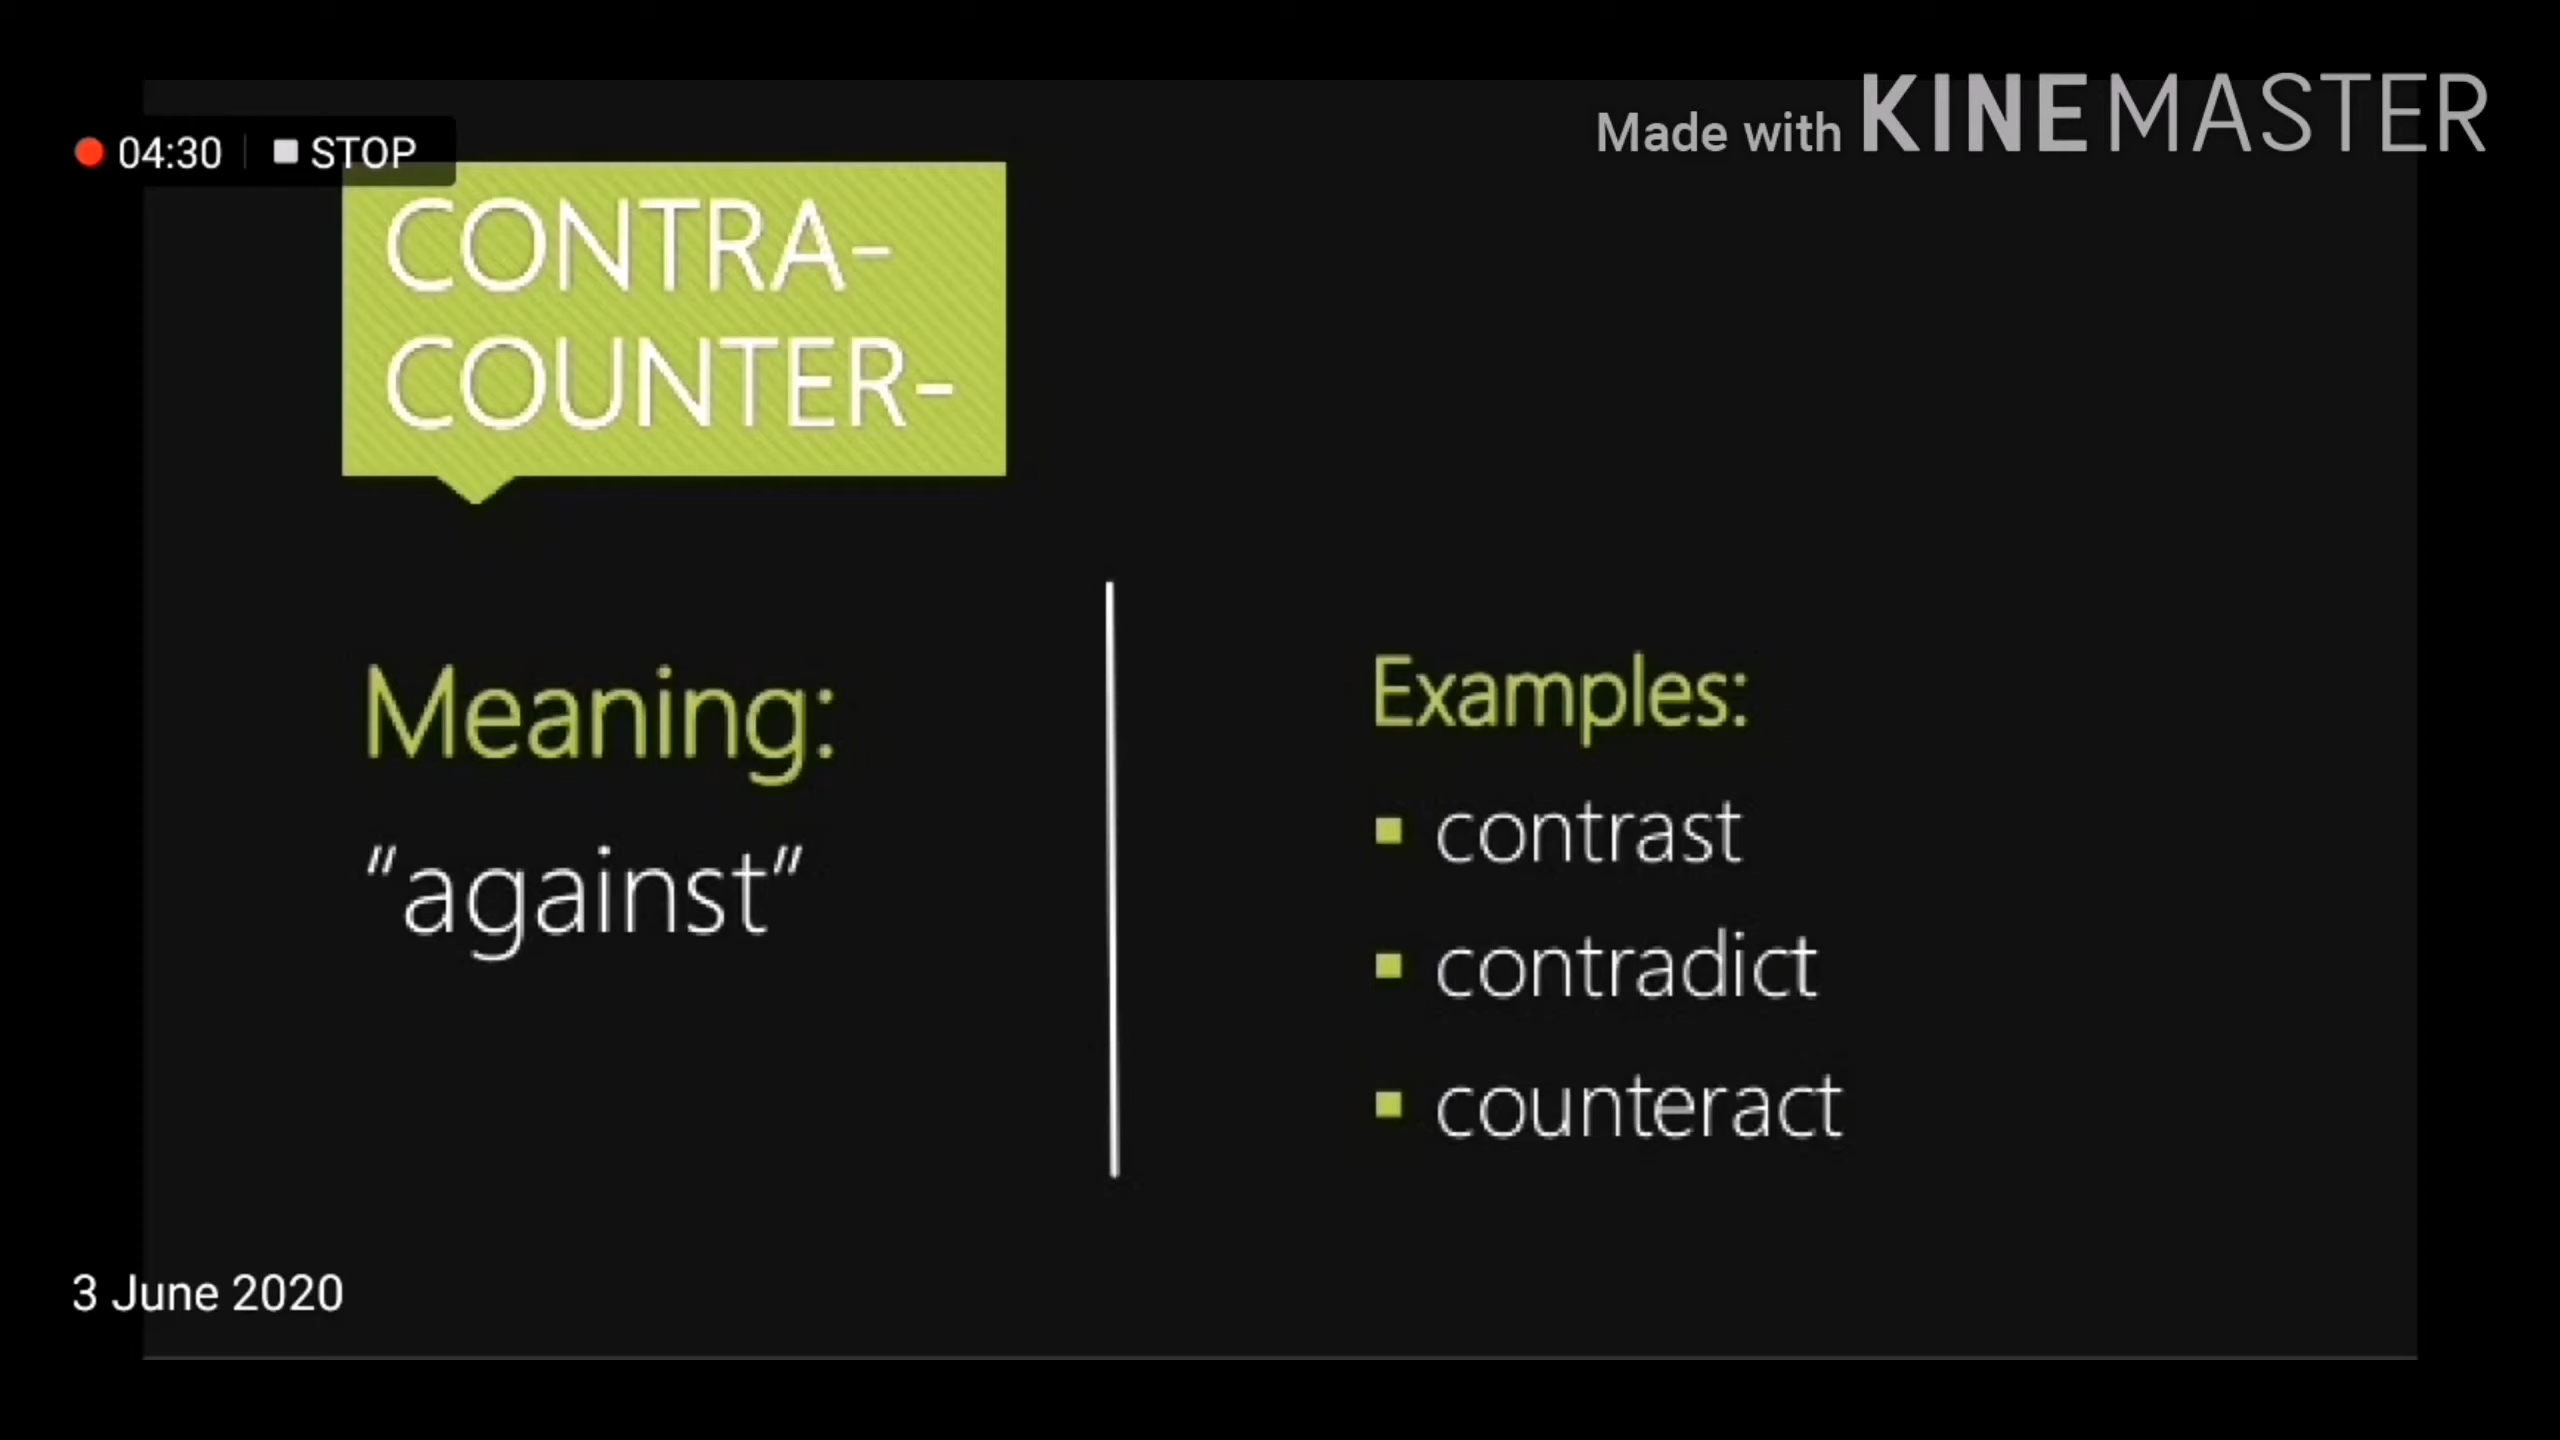 04:30 STOP
Made with KINEMASTER
CONTRA-
COUNTER-
Meaning:
"against"
Examples:
▪ contrast
▪ contradict
▪ counteract
3 June 2020